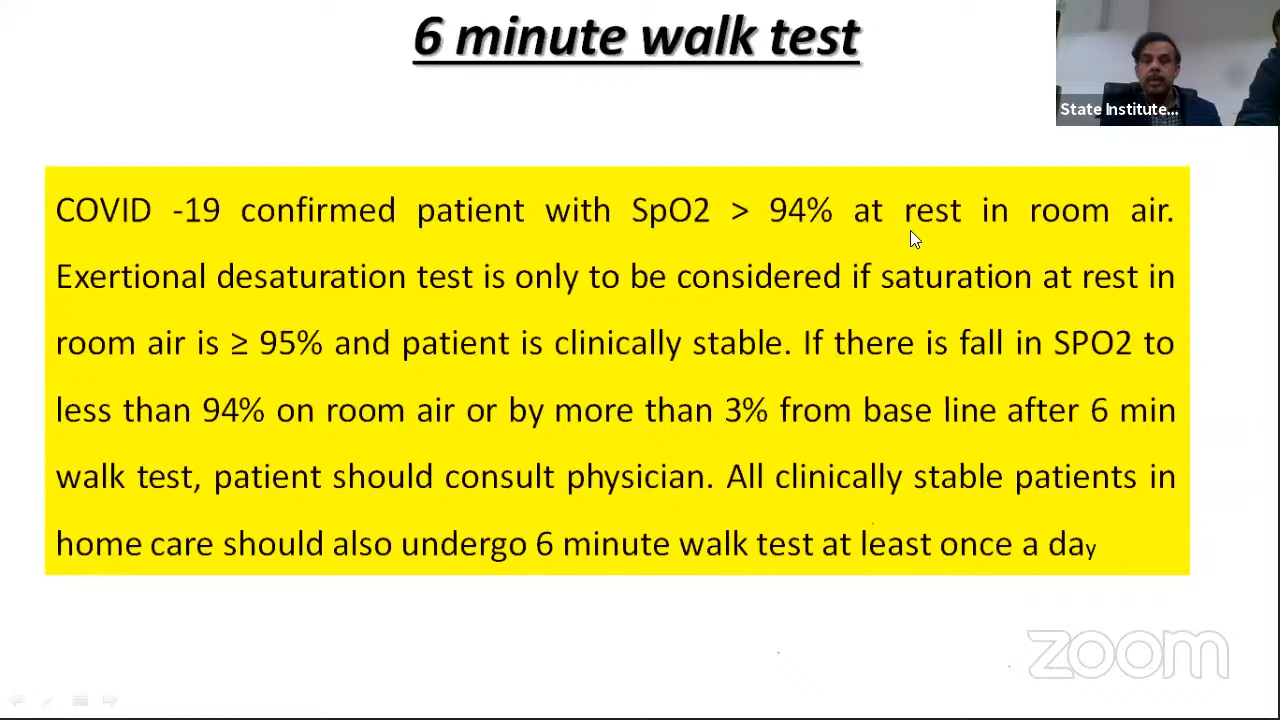 6 minute walk test
State Institute...
COVID -19 confirmed patient with SpO2 > 94% at rest in room air.
Exertional desaturation test is only to be considered if saturation at rest in
room air is ≥ 95% and patient is clinically stable. If there is fall in SPO2 to
less than 94% on room air or by more than 3% from base line after 6 min
walk test, patient should consult physician. All clinically stable patients in
home care should also undergo 6 minute walk test at least once a day
zoom